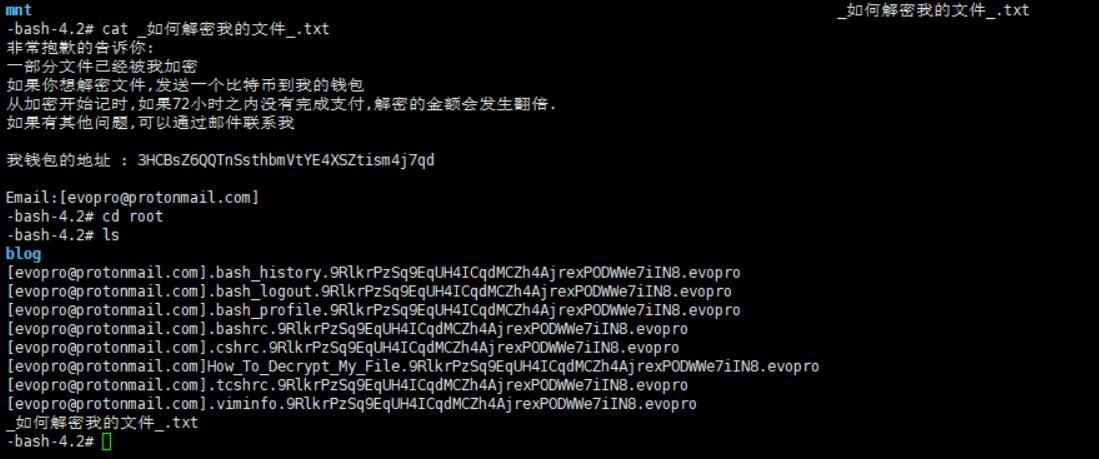 mnt _如何解密我的文件_.txt
-bash-4.2# cat _如何解密我的文件_.txt
非常抱歉的告诉你:
一部分文件已经被我加密
如果你想解密文件,发送一个比特币到我的钱包
从加密开始记时,如果72小时之内没有完成支付,解密的金额会发生翻倍.
如果有其他问题,可以通过邮件联系我
我钱包的地址 : 3HCBsZ6QQTnSsthbmVtYE4XSZtism4j7qd
Email:[evopro@protonmail.com]
-bash-4.2# cd root
-bash-4.2# ls
blog
[evopro@protonmail.com].bash_history.9RlkrPzSq9EqUH4ICqdMCZh4AjrexPODWWe7iIN8.evopro
[evopro@protonmail.com].bash_logout.9RlkrPzSq9EqUH4ICqdMCZh4AjrexPODWWe7iIN8.evopro
[evopro@protonmail.com].bash_profile.9RlkrPzSq9EqUH4ICqdMCZh4AjrexPODWWe7iIN8.evopro
[evopro@protonmail.com].bashrc.9RlkrPzSq9EqUH4ICqdMCZh4AjrexPODWWe7iIN8.evopro
[evopro@protonmail.com].cshrc.9RlkrPzSq9EqUH4ICqdMCZh4AjrexPODWWe7iIN8.evopro
[evopro@protonmail.com]How_To_Decrypt_My_File.9RlkrPzSq9EqUH4ICqdMCZh4AjrexPODWWe7iIN8.evopro
[evopro@protonmail.com].tcshrc.9RlkrPzSq9EqUH4ICqdMCZh4AjrexPODWWe7iIN8.evopro
[evopro@protonmail.com].viminfo.9RlkrPzSq9EqUH4ICqdMCZh4AjrexPODWWe7iIN8.evopro
_如何解密我的文件_.txt
-bash-4.2#